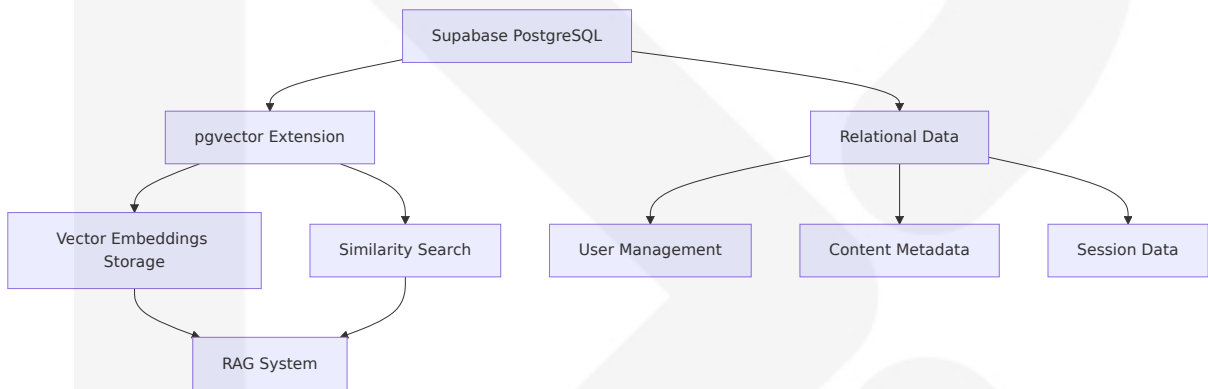 Supabase PostgreSQL
pgvector Extension
Relational Data
Vector Embeddings
Storage
Similarity Search
User Management
Content Metadata
Session Data
RAG System